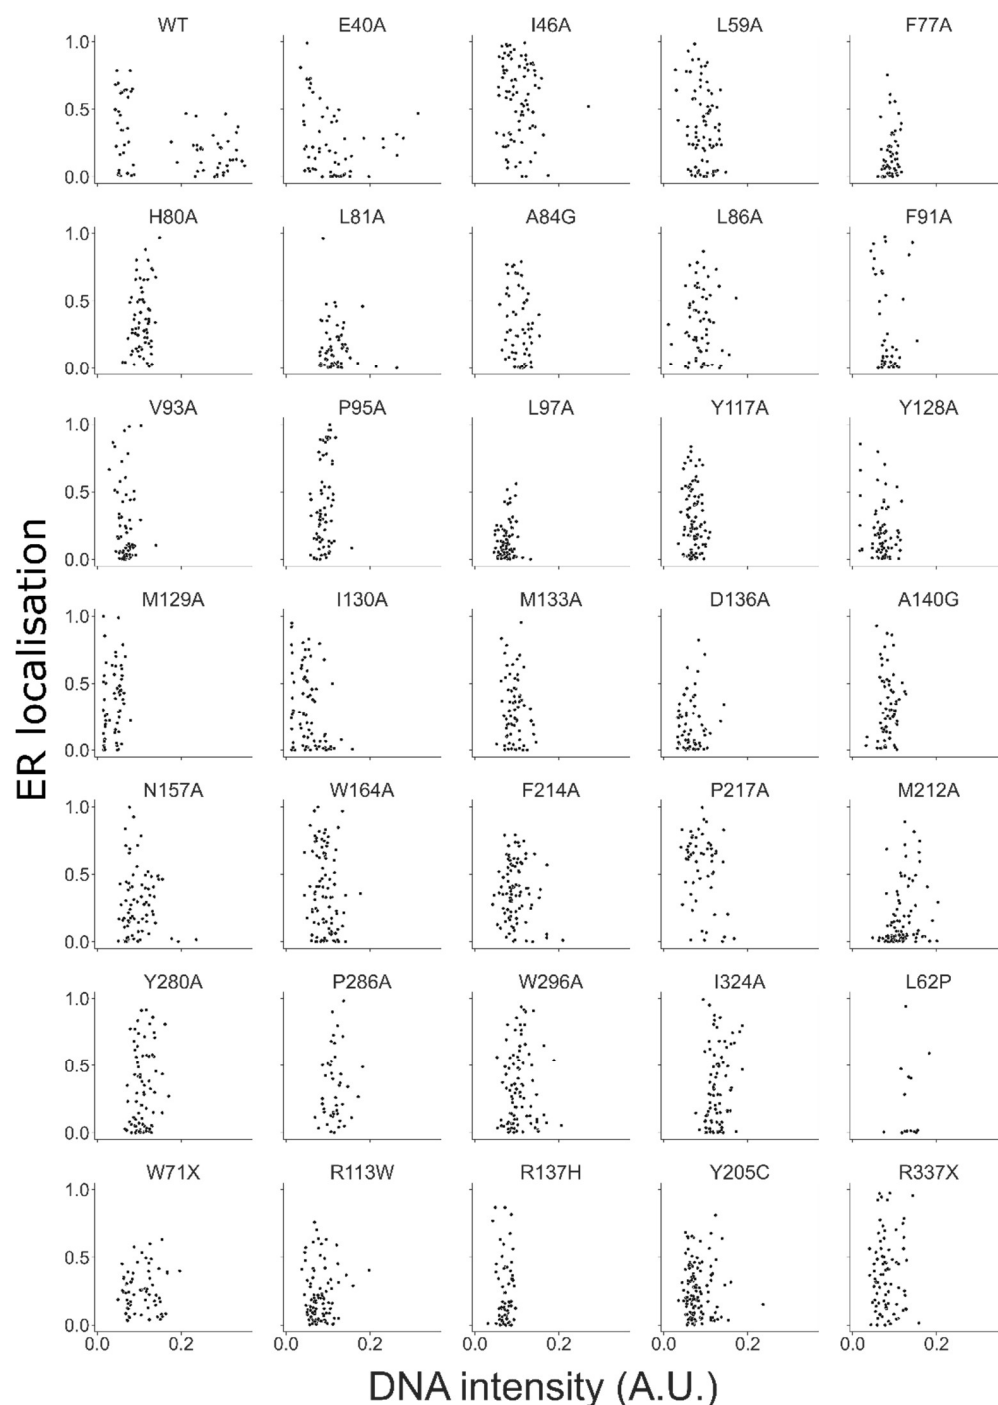 WT E40A I46A L59A F77A
1.0
0.5
0.0
H80A L81A A84G L86A F91A
1.0
0.5
0.0
V93A P95A L97A Y117A Y128A
1.0
0.5
0.0
M129A I130A M133A D136A A140G
1.0
0.5
0.0
N157A W164A F214A P217A M212A
1.0
0.5
0.0
Y280A P286A W296A I324A L62P
1.0
0.5
0.0
W71X R113W R137H Y205C R337X
1.0
0.5
0.0
0.0 0.2 0.0 0.2 0.0 0.2 0.0 0.2 0.0 0.2
ER localisation
DNA intensity (A.U.)